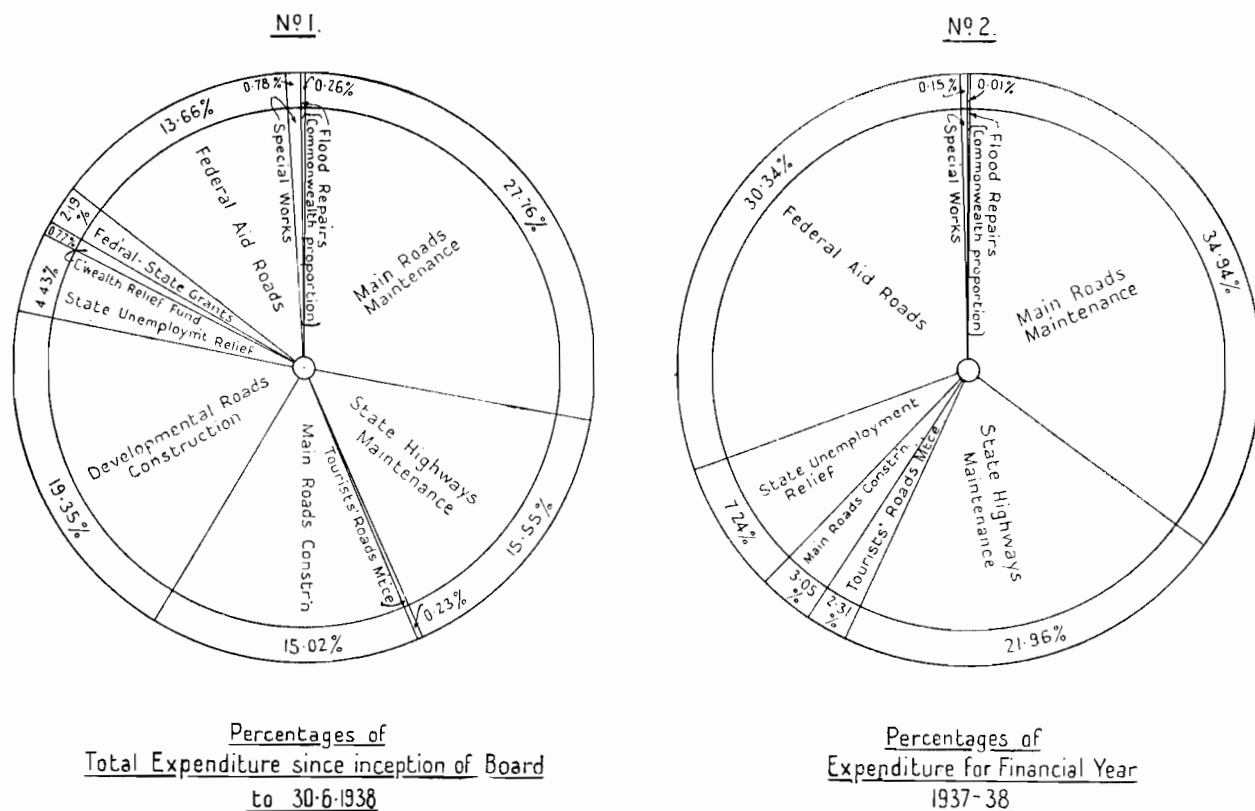 Nº 1.
0·78%
0·26%
Flood Repairs
(Commonwealth proportion)
Special Works
27·76%
Main Roads
Maintenance
15·55%
State Highways
Maintenance
0·23%
Tourists' Roads Mtce
15·02%
Main Roads Constr'n
19·35%
Developmental Roads
Construction
4·43%
State Unemploymt Relief
0·77%
C'wealth Relief Fund
2·19
%
Fedral-State Grants
13·66%
Federal Aid Roads
Percentages of
Total Expenditure since inception of Board
to 30·6·1938
Nº 2.
0·15%
0·01%
Flood Repairs
(Commonwealth proportion)
Special Works
34·94%
Main Roads
Maintenance
21·96%
State Highways
Maintenance
2·31
%
Tourists' Roads Mtce
3·05
%
Main Roads Constr'n
7·24%
State Unemployment
Relief
30·34%
Federal Aid Roads
Percentages of
Expenditure for Financial Year
1937-38